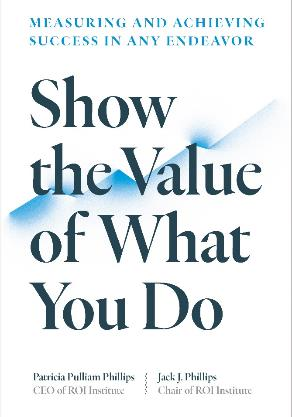 MEASURING AND ACHIEVING
SUCCESS IN ANY ENDEAVOR
Show
the Value
of What
You Do
Patricia Pulliam Phillips
CEO of ROI Institute
Jack J. Phillips
Chair of ROI Institute